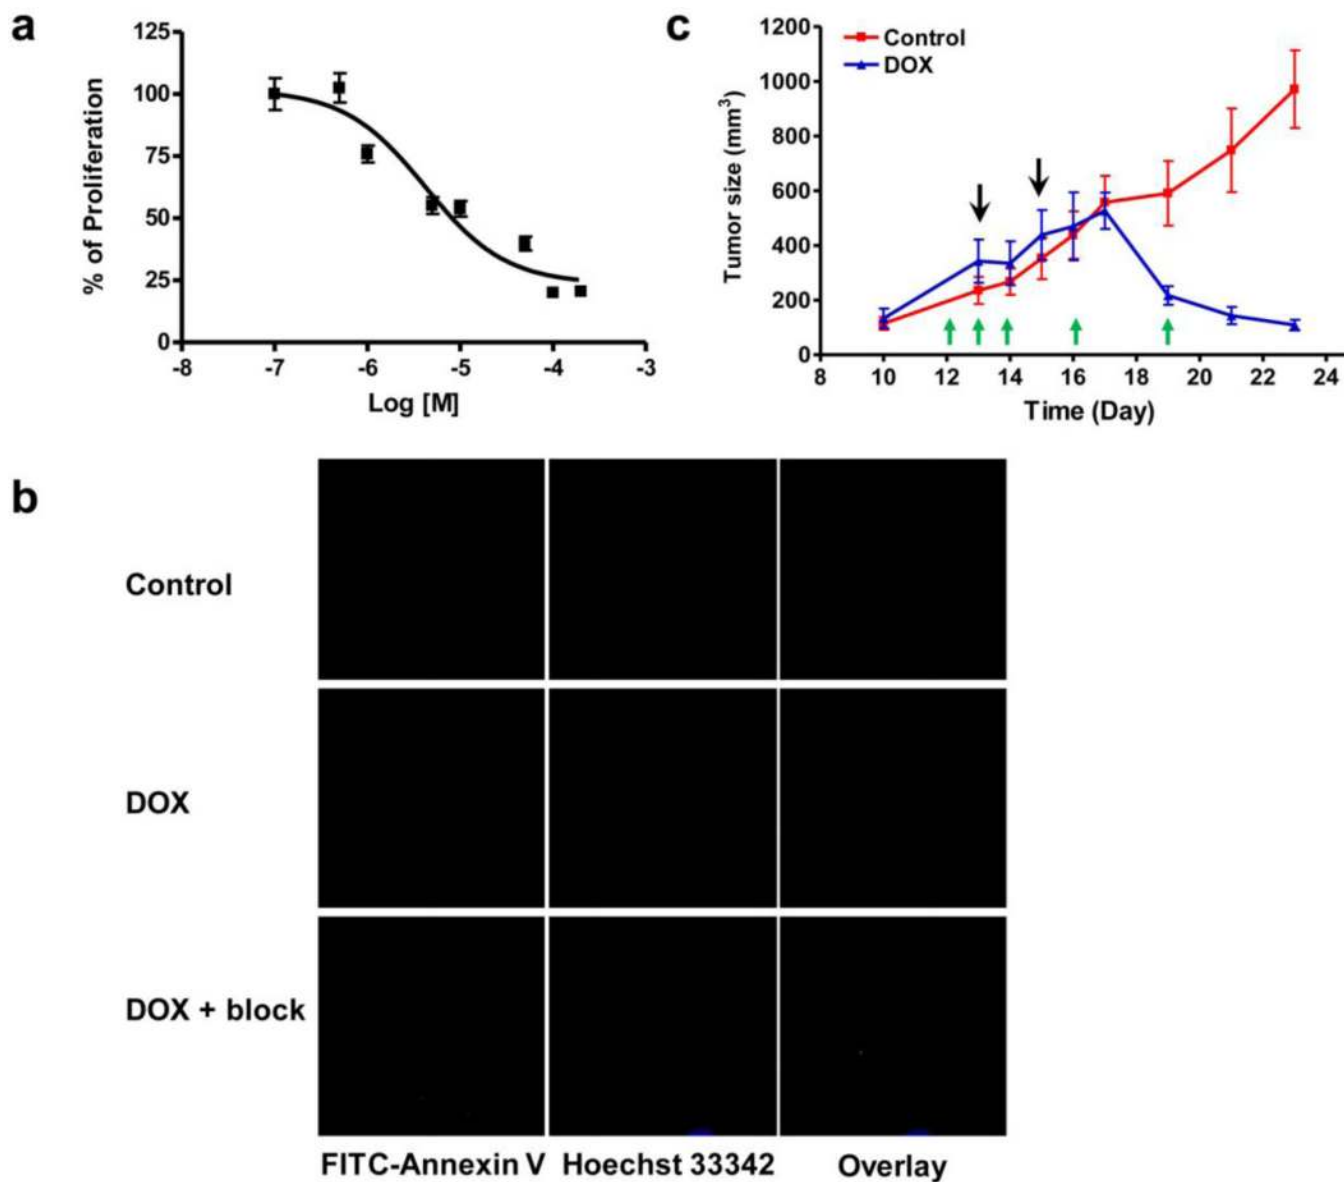 a
125
100
75
50
25
0
% of Proliferation
-8 -7 -6 -5 -4 -3
Log [M]
c
Control
DOX
1200
1000
800
600
400
200
0
Tumor size (mm³)
8 10 12 14 16 18 20 22 24
Time (Day)
b
Control
DOX
DOX + block
FITC-Annexin V Hoechst 33342 Overlay